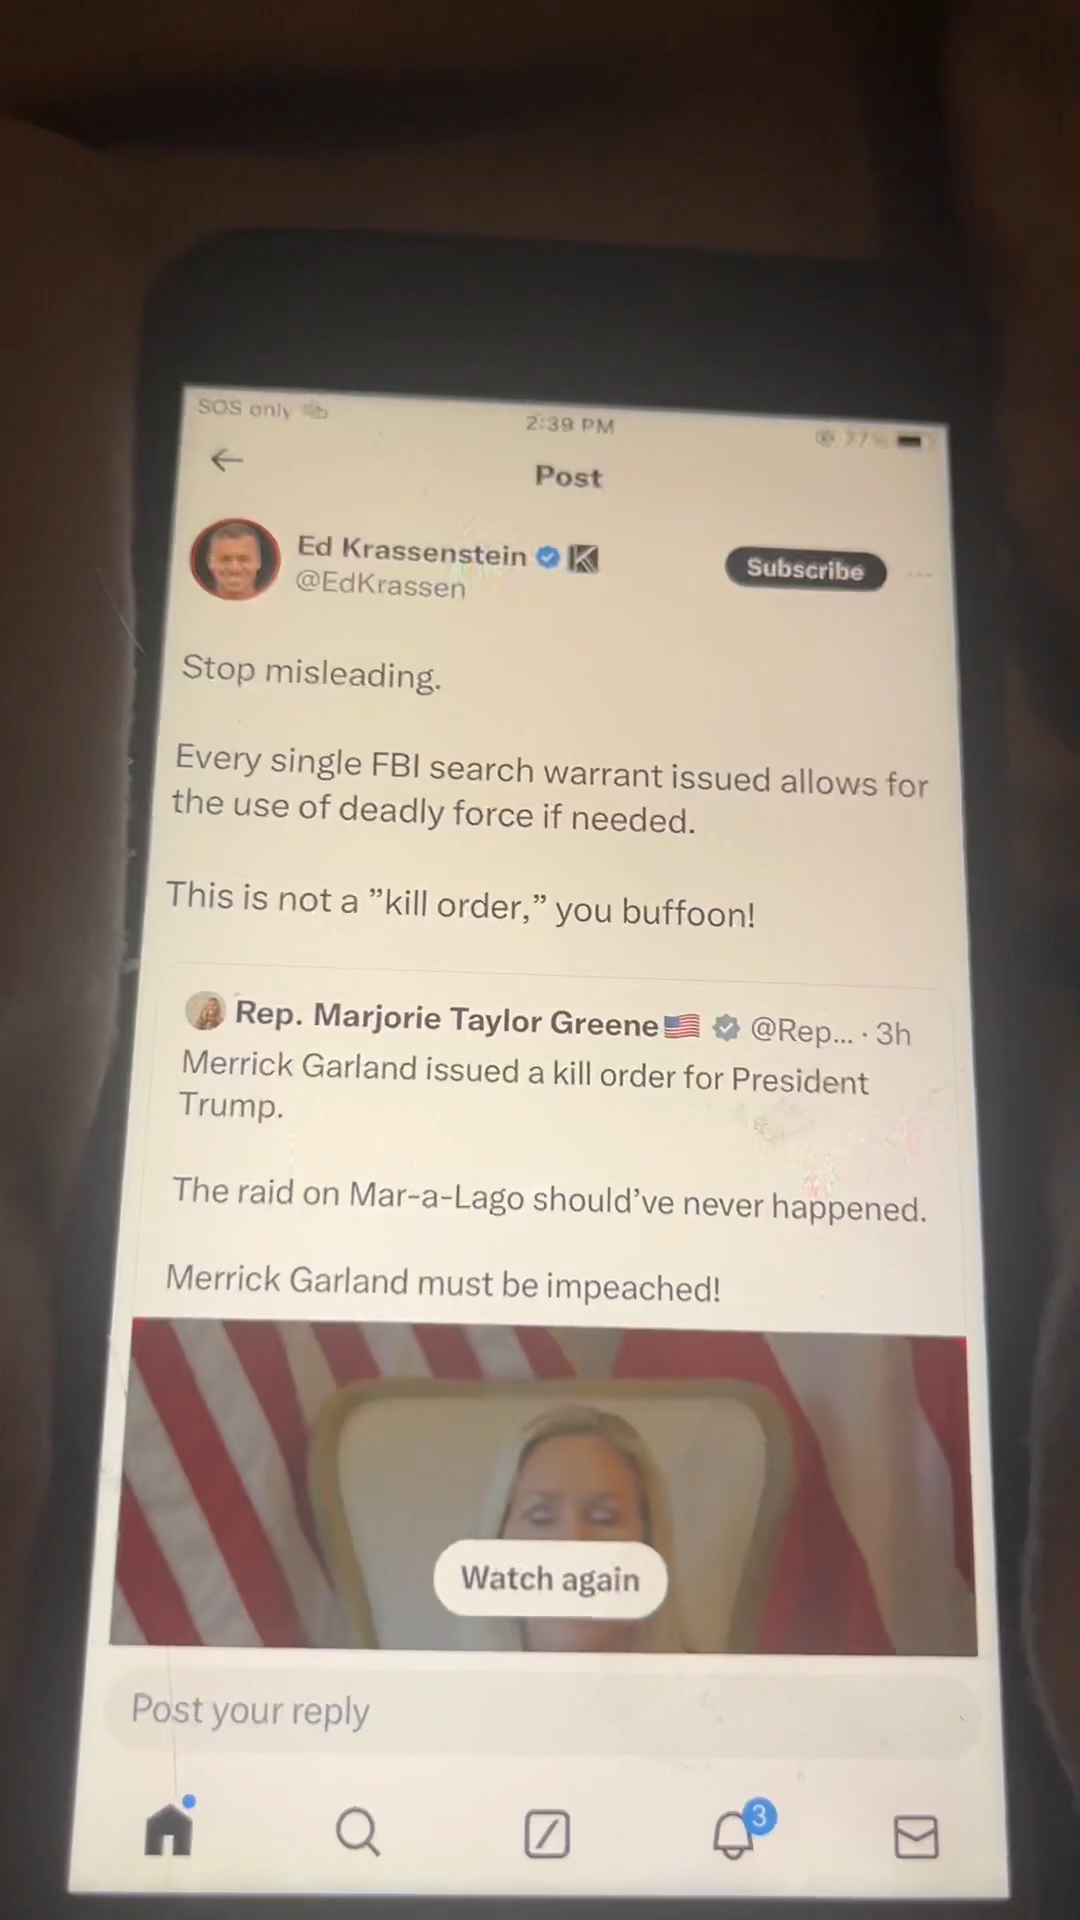 SOS only
2:39 PM
Post
Ed Krassenstein
@EdKrassen
Subscribe
Stop misleading.
Every single FBI search warrant issued allows for
the use of deadly force if needed.
This is not a ”kill order,” you buffoon!
Rep. Marjorie Taylor Greene @Rep... · 3h
Merrick Garland issued a kill order for President
Trump.
The raid on Mar-a-Lago should’ve never happened.
Merrick Garland must be impeached!
Watch again
Post your reply
3